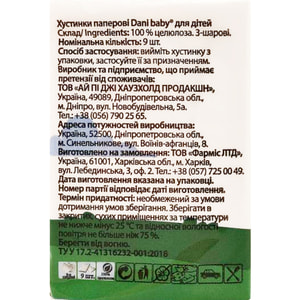 Хустинки паперові Dani baby® для дітей
Склад/ Ingredients: 100 % целюлоза. 3-шарові.
Номінальна кількість: 9 шт.
Спосіб застосування: вийміть хустинку з
упаковки, застосуйте її за призначенням.
Виробник та підприємство, що приймає
претензії від споживачів:
ТОВ «АЙ ПІ ДЖІ ХАУЗХОЛД ПРОДАКШН»,
Україна, 49089, Дніпропетровська обл.,
м. Дніпро, вул. Новобудівельна, 5а.
Тел.: +38 (056) 790 25 65.
Адреса потужностей виробництва:
Україна, 52500, Дніпропетровська обл.,
м. Синельникове, вул. Воїнів-афганців, 8.
Виготовлено на замовлення: ТОВ «Фарміс ЛТД»,
Україна, 61001, Харківська обл., м. Харків,
вул. Лебединська, 3, оф. 1. Тел.: +38 (057) 725 00 49.
Дата виготовлення вказана на упаковці.
Номер партії відповідає даті виготовлення.
Термін придатності: необмежений за умови
дотримання умов зберігання. Зберігати в
закритих сухих приміщеннях за температури
не нижче мінус 25 °С та відносної вологості
повітря не більше ніж 75 %.
Берегти від вогню.
ТУ У 17.2-41316232-001:2018
9 шт.